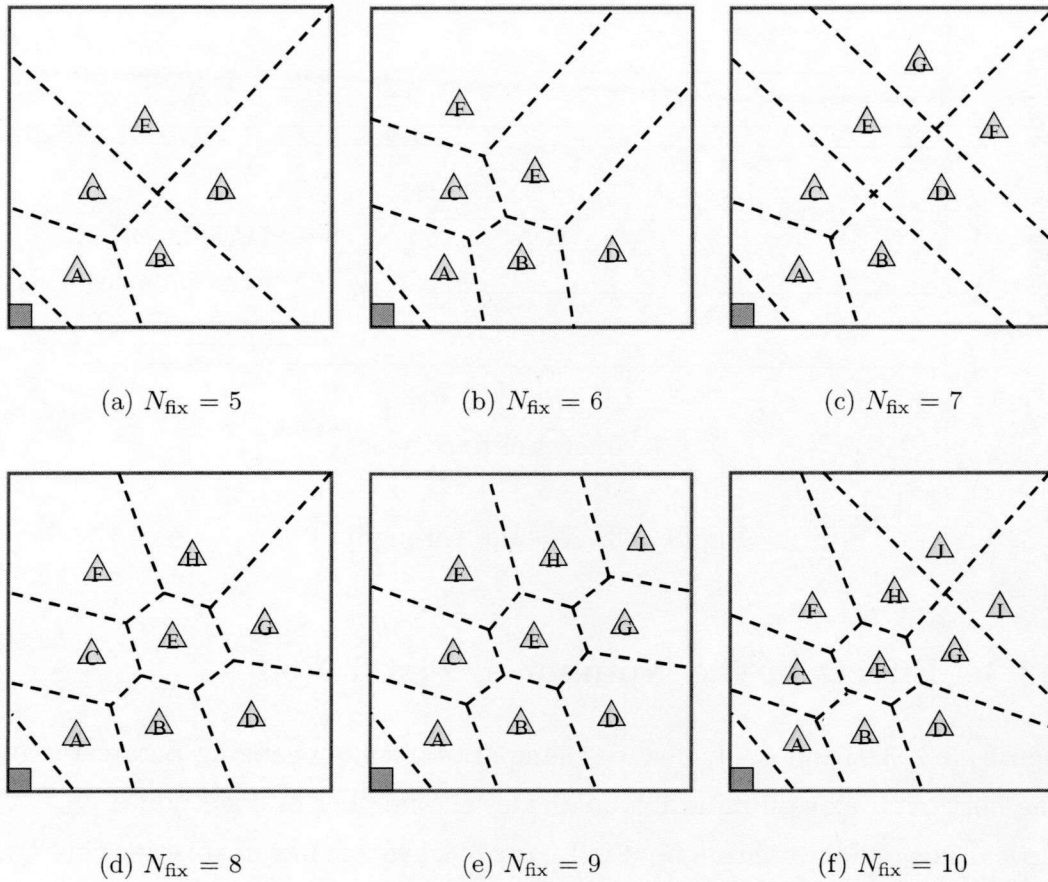 E
C D
B
A
(a) N_fix = 5
F
E
C
D
B
A
(b) N_fix = 6
G
E F
C D
B
A
(c) N_fix = 7
H
F
G
E
C
D
B
A
(d) N_fix = 8
I
H
F
G
E
C
D
B
A
(e) N_fix = 9
J
H
F I
G
E
C
D
B
A
(f) N_fix = 10